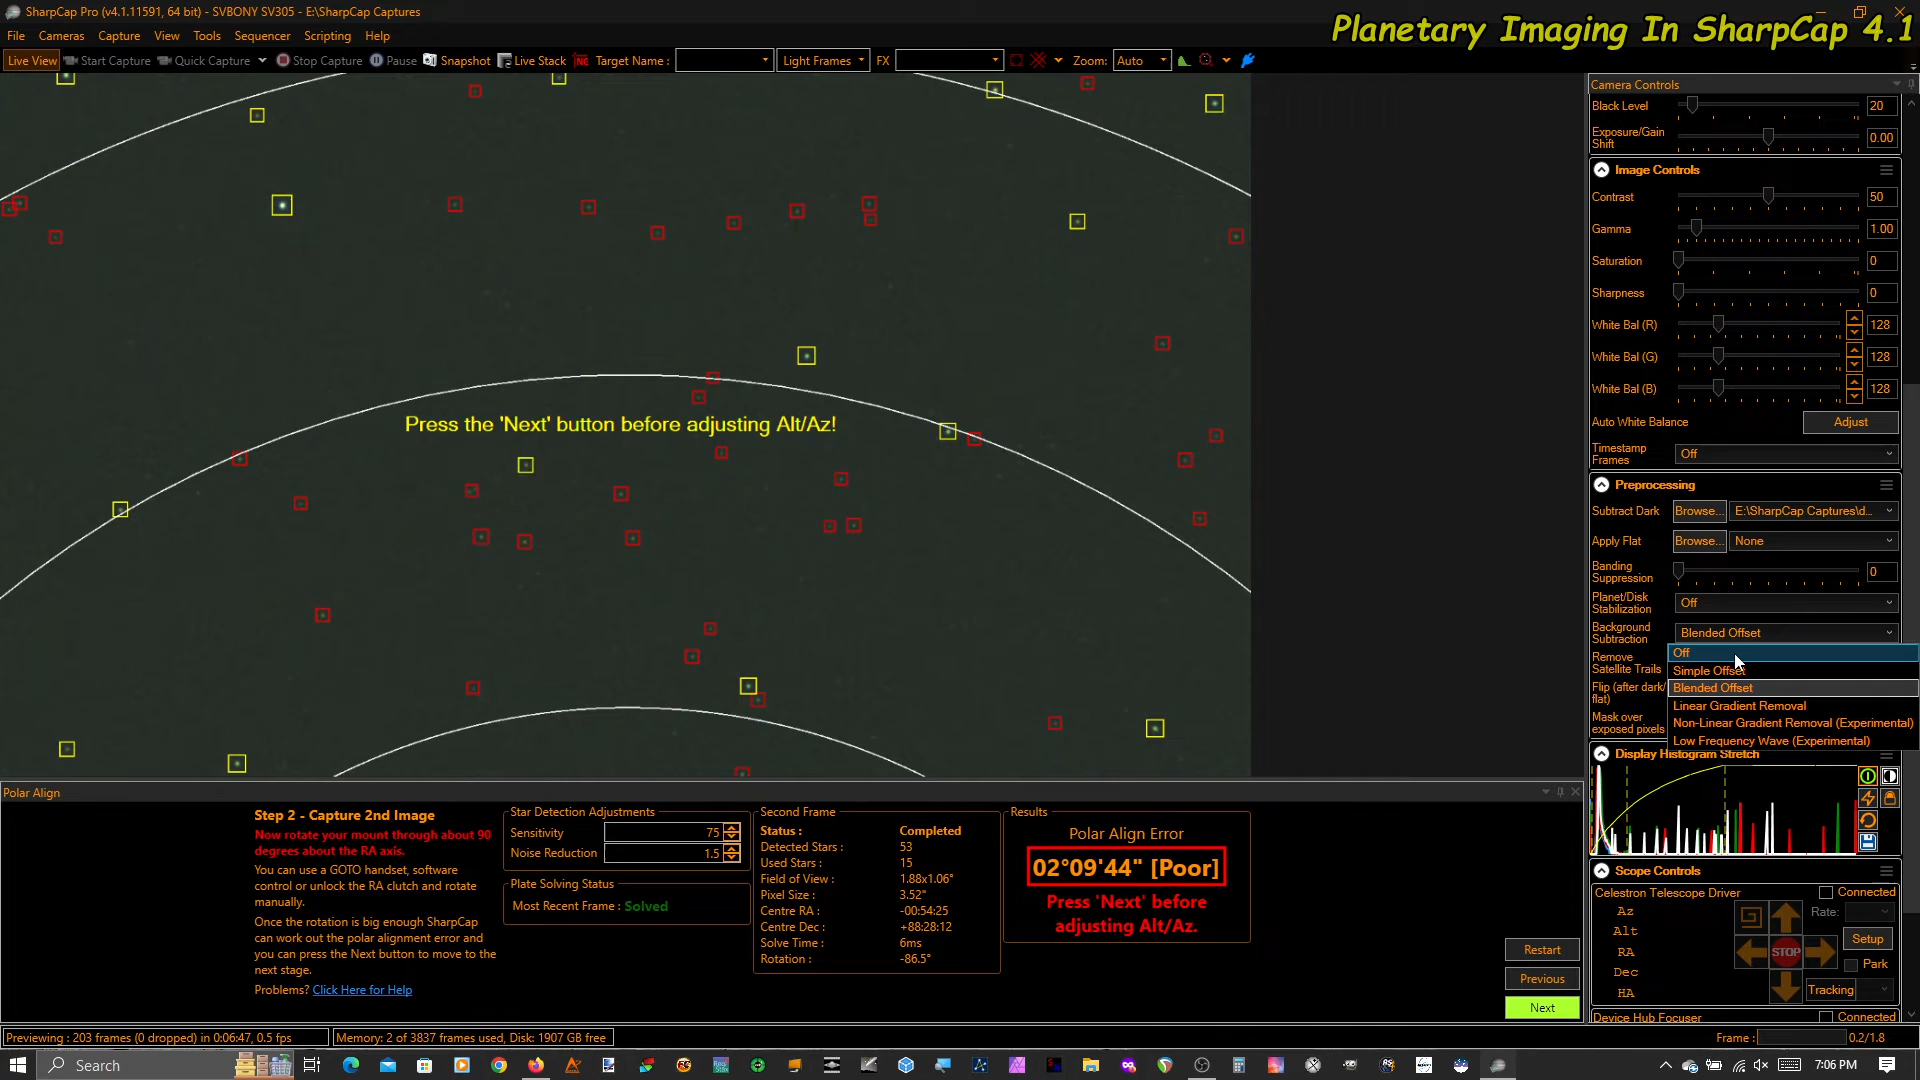 SharpCap Pro (v4.1.11591, 64 bit) - SVBONY SV305 - E:\SharpCap Captures
Planetary Imaging In SharpCap 4.1
File Cameras Capture View Tools Sequencer Scripting Help
Live View Start Capture Quick Capture Stop Capture Pause Snapshot Live Stack Target Name : Light Frames FX Zoom: Auto
Camera Controls
Black Level 20
Exposure/Gain Shift 0.00
Image Controls
Contrast 50
Gamma 1.00
Saturation 0
Sharpness 0
White Bal (R) 128
White Bal (G) 128
White Bal (B) 128
Auto White Balance Adjust
Timestamp Frames Off
Preprocessing
Subtract Dark Browse... E:\SharpCap Captures\d...
Apply Flat Browse... None
Banding Suppression 0
Planet/Disk Stabilization Off
Background Subtraction Blended Offset
Remove Satellite Trails
Flip (after dark/flat)
Mask over exposed pixels
Off
Simple Offset
Blended Offset
Linear Gradient Removal
Non-Linear Gradient Removal (Experimental)
Low Frequency Wave (Experimental)
Display Histogram Stretch
Scope Controls
Celestron Telescope Driver Connected
Az Rate:
Alt Setup
RA STOP
Park
Dec
HA Tracking
Device Hub Focuser Connected
Press the 'Next' button before adjusting Alt/Az!
Polar Align
Step 2 - Capture 2nd Image
Now rotate your mount through about 90
degrees about the RA axis.
You can use a GOTO handset, software
control or unlock the RA clutch and rotate
manually.
Once the rotation is big enough SharpCap
can work out the polar alignment error and
you can press the Next button to move to the
next stage.
Problems? Click Here for Help
Star Detection Adjustments
Sensitivity 75
Noise Reduction 1.5
Plate Solving Status
Most Recent Frame : Solved
Second Frame
Status : Completed
Detected Stars : 53
Used Stars : 15
Field of View : 1.88x1.06°
Pixel Size : 3.52"
Centre RA : -00:54:25
Centre Dec : +88:28:12
Solve Time : 6ms
Rotation : -86.5°
Results
Polar Align Error
02°09'44" [Poor]
Press 'Next' before
adjusting Alt/Az.
Restart
Previous
Next
Previewing : 203 frames (0 dropped) in 0:06:47, 0.5 fps Memory: 2 of 3837 frames used, Disk: 1907 GB free Frame : 0.2/1.8
Search 7:06 PM